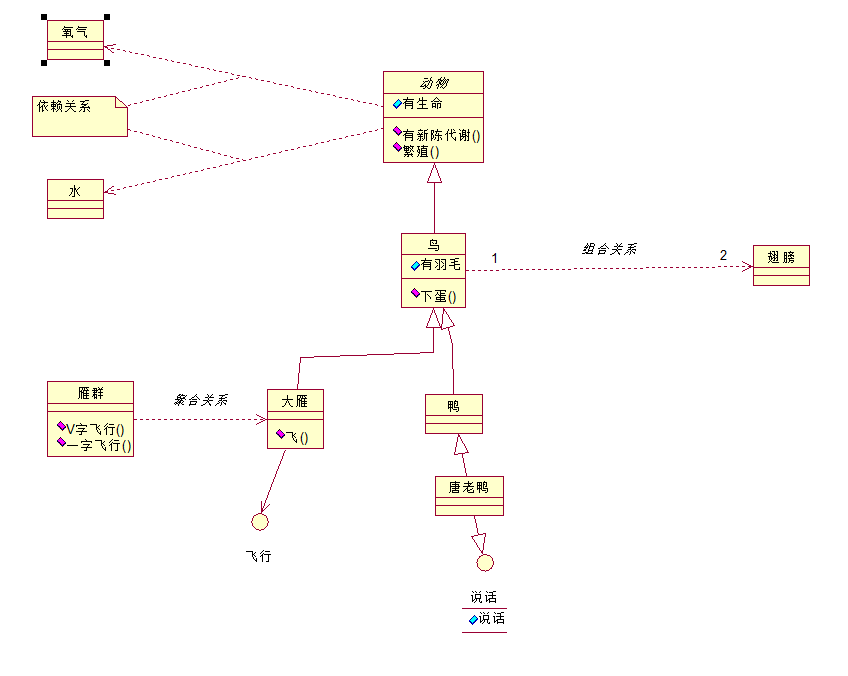 氧气
动物
有生命
有新陈代谢()
繁殖()
依赖关系
水
鸟
有羽毛
下蛋()
1
组合关系
2
翅膀
雁群
V字飞行()
一字飞行()
聚合关系
大雁
飞()
鸭
唐老鸭
飞行
说话
说话